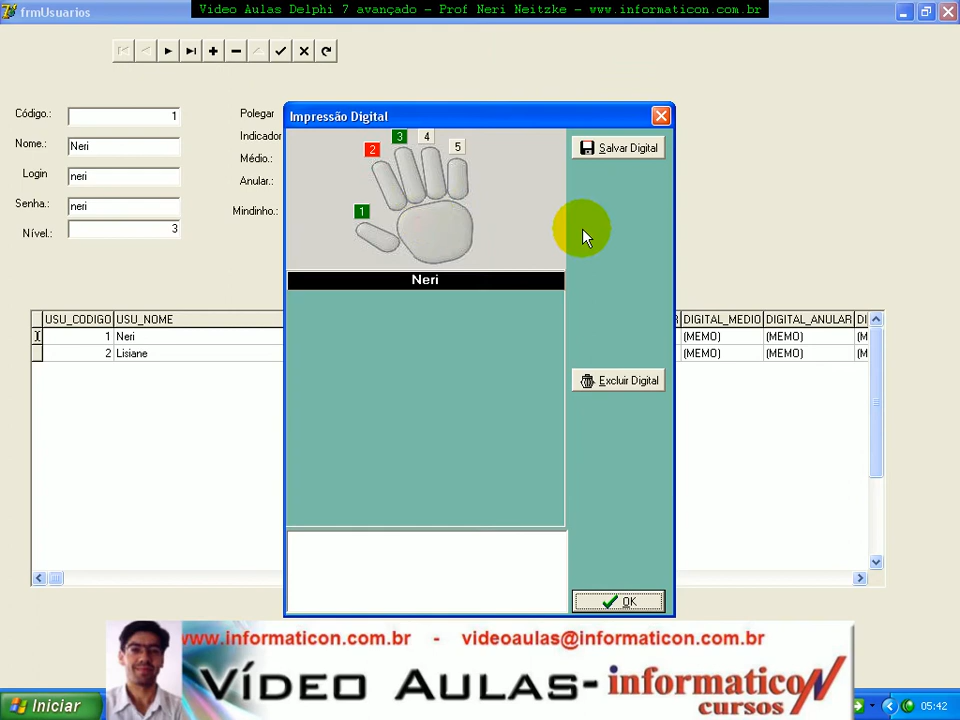 frmUsuarios
Video Aulas Delphi 7 avançado - Prof Neri Neitzke - www.informaticon.com.br
Código.: 1
Nome.: Neri
Login neri
Senha.: neri
Nível.: 3
Polegar
Indicador
Médio.:
Anular.:
Mindinho.:
Impressão Digital
1
2
3
4
5
Salvar Digital
Neri
Excluir Digital
OK
USU_CODIGO USU_NOME DIGITAL_MEDIO DIGITAL_ANULAR DI
1 Neri (MEMO) (MEMO) (M
2 Lisiane (MEMO) (MEMO) (M
www.informaticon.com.br - videoaulas@informaticon.com.br
VÍDEO AULAS-informaticoN
cursos
Iniciar
05:42